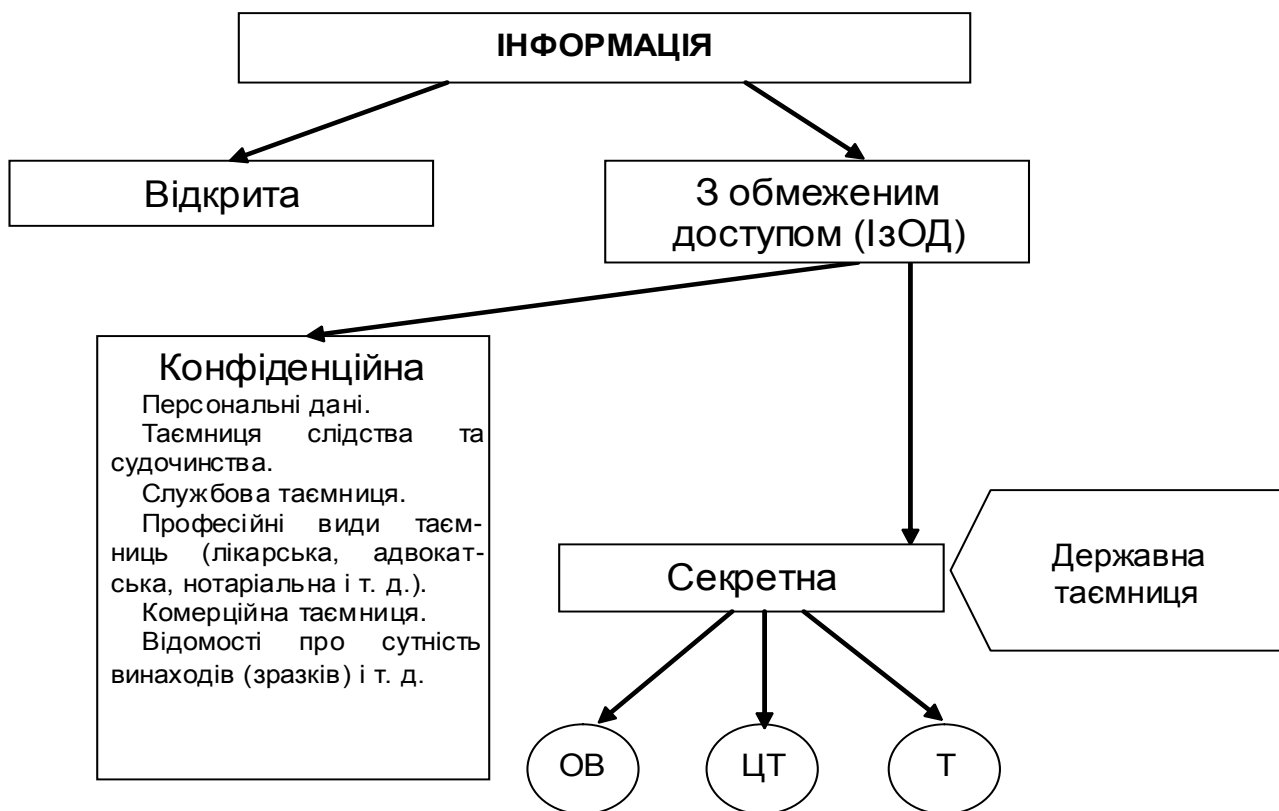 ІНФОРМАЦІЯ
Відкрита
З обмеженим
доступом (ІзОД)
Конфіденційна
Персональні дані.
Таємниця слідства та
судочинства.
Службова таємниця.
Професійні види таєм-
ниць (лікарська, адвокат-
ська, нотаріальна і т. д.).
Комерційна таємниця.
Відомості про сутність
винаходів (зразків) і т. д.
Секретна
Державна
таємниця
ОВ
ЦТ
Т